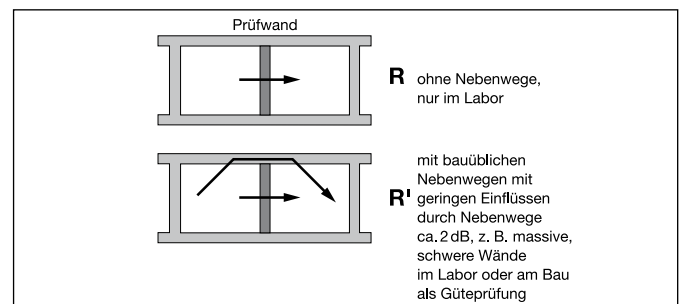 Prüfwand
R ohne Nebenwege,
nur im Labor
mit bauüblichen
Nebenwegen mit
R' geringen Einflüssen
durch Nebenwege
ca. 2 dB, z. B. massive,
schwere Wände
im Labor oder am Bau
als Güteprüfung